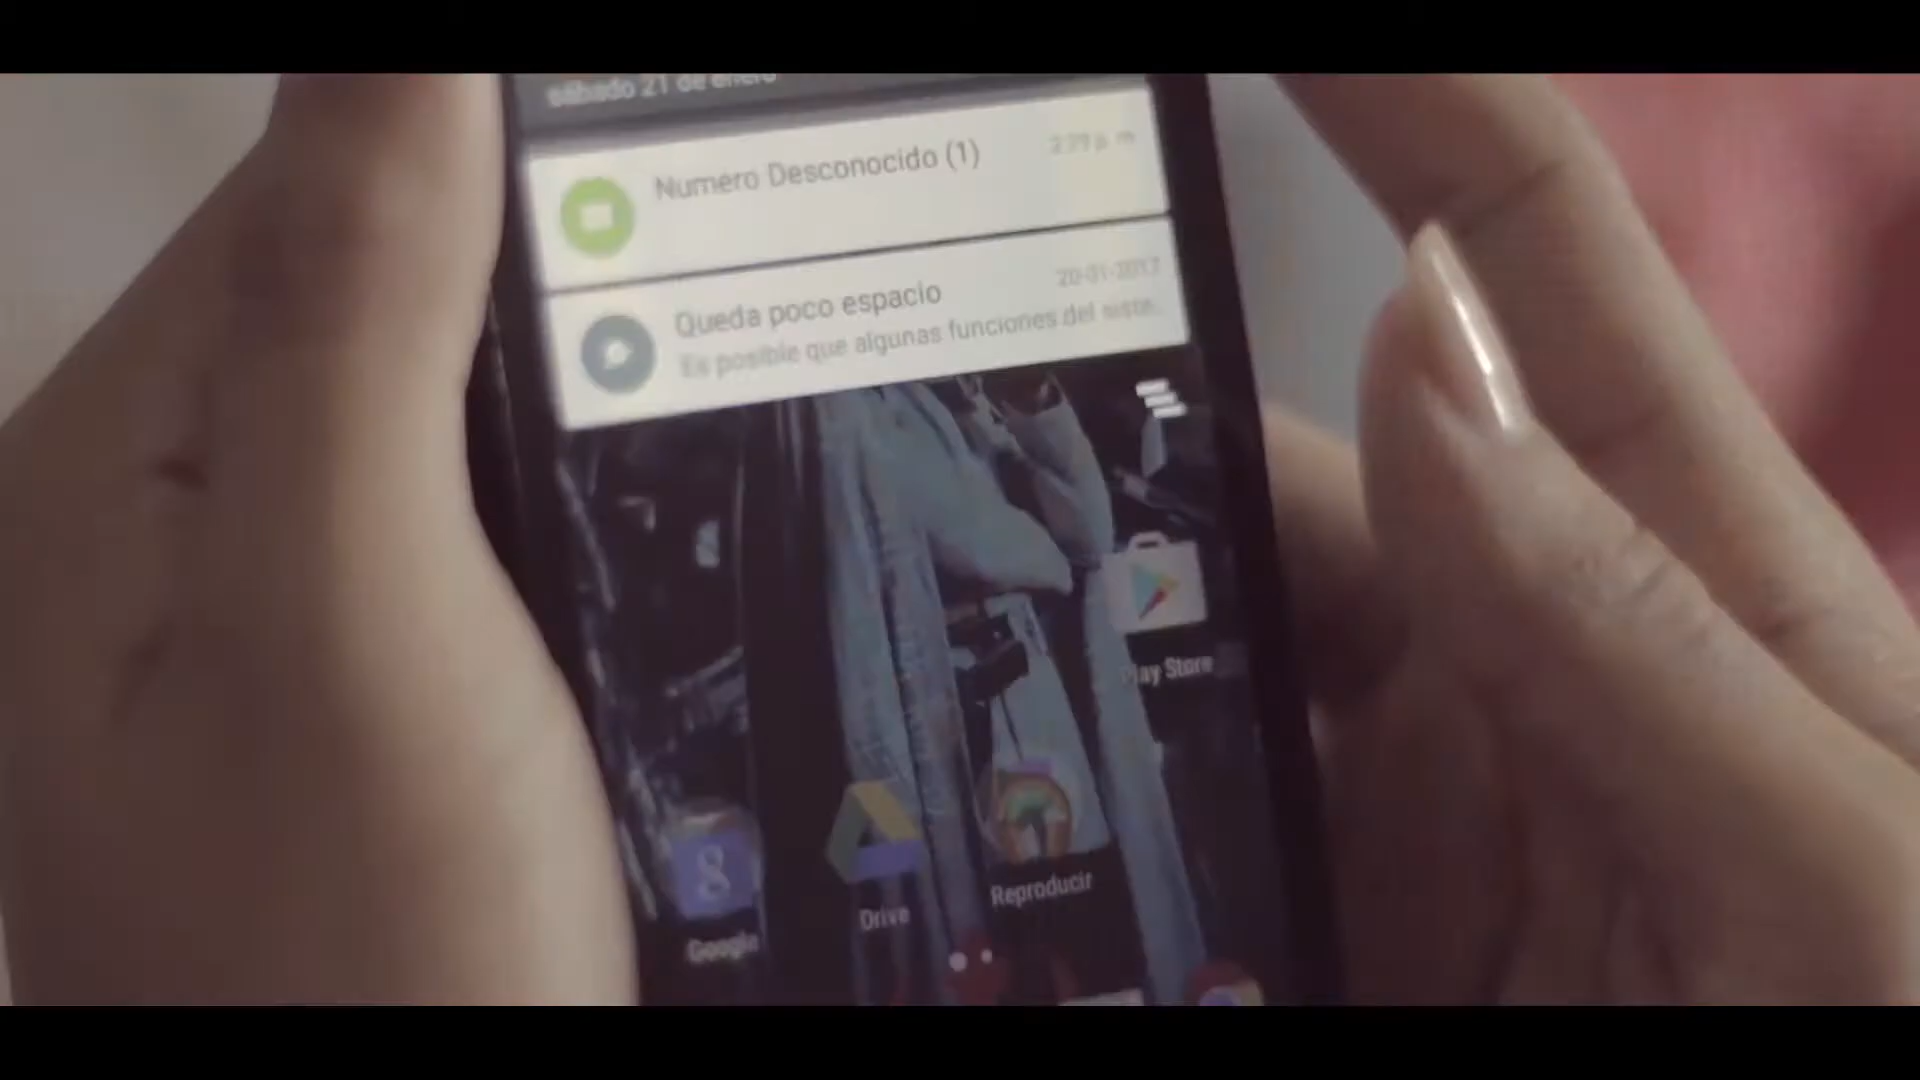 sábado 21 de enero
Numero Desconocido (1)
Queda poco espacio
20-01-2017
Es posible que algunas funciones del siste.
Play Store
Reproducir
Drive
Google